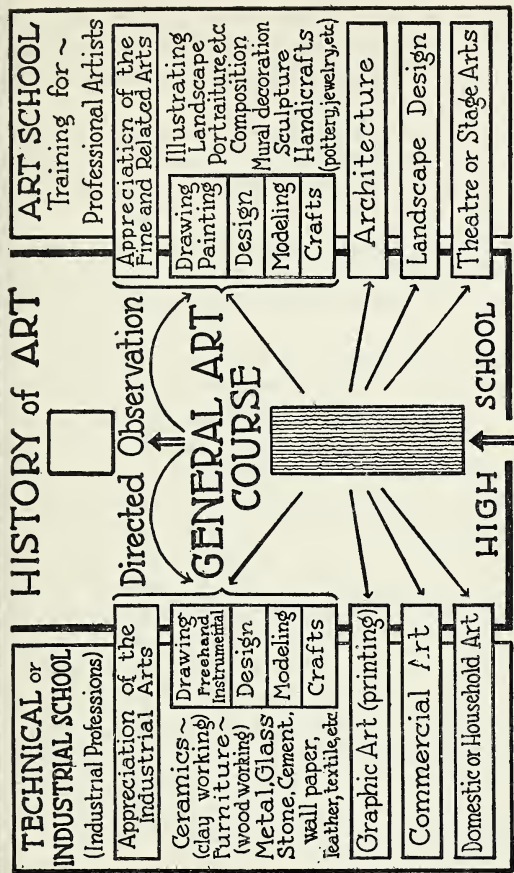 TECHNICAL or
INDUSTRIAL SCHOOL
(Industrial Professions)
Appreciation of the
Industrial Arts
Ceramics~
(clay working)
Furniture~
(wood working)
Metal, Glass
Stone, Cement,
Wall paper,
leather, textile, etc
Drawing
Freehand
Instrumental
Design
Modeling
Crafts
Graphic Art (printing)
Commercial Art
Domestic or Household Art
HISTORY of ART
Directed Observation
GENERAL ART
COURSE
HIGH SCHOOL
ART SCHOOL
Training for ~
Professional Artists
Appreciation of the
Fine and Related Arts
Drawing
Painting
Design
Modeling
Crafts
Illustrating
Landscape
Portraiture, etc
Composition
Mural decoration
Sculpture
Handicrafts
(pottery, jewelry, etc)
Architecture
Landscape Design
Theatre or Stage Arts